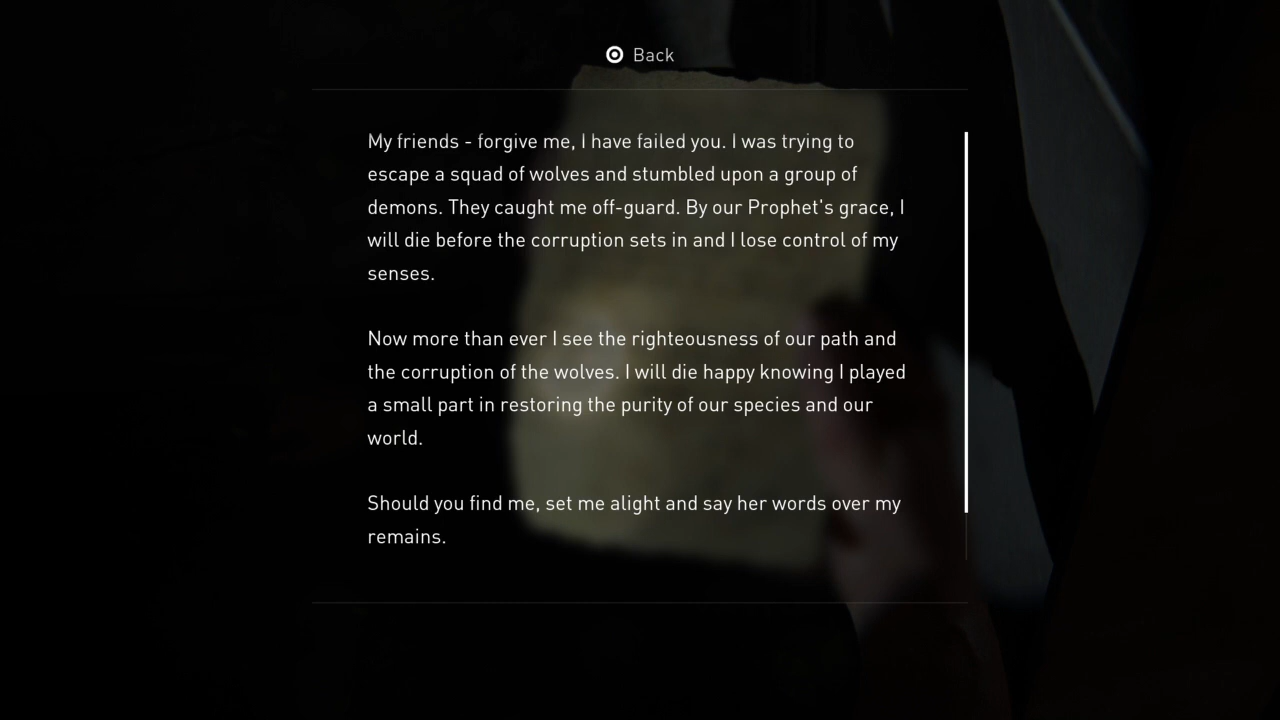 Back
My friends - forgive me, I have failed you. I was trying to
escape a squad of wolves and stumbled upon a group of
demons. They caught me off-guard. By our Prophet's grace, I
will die before the corruption sets in and I lose control of my
senses.
Now more than ever I see the righteousness of our path and
the corruption of the wolves. I will die happy knowing I played
a small part in restoring the purity of our species and our
world.
Should you find me, set me alight and say her words over my
remains.